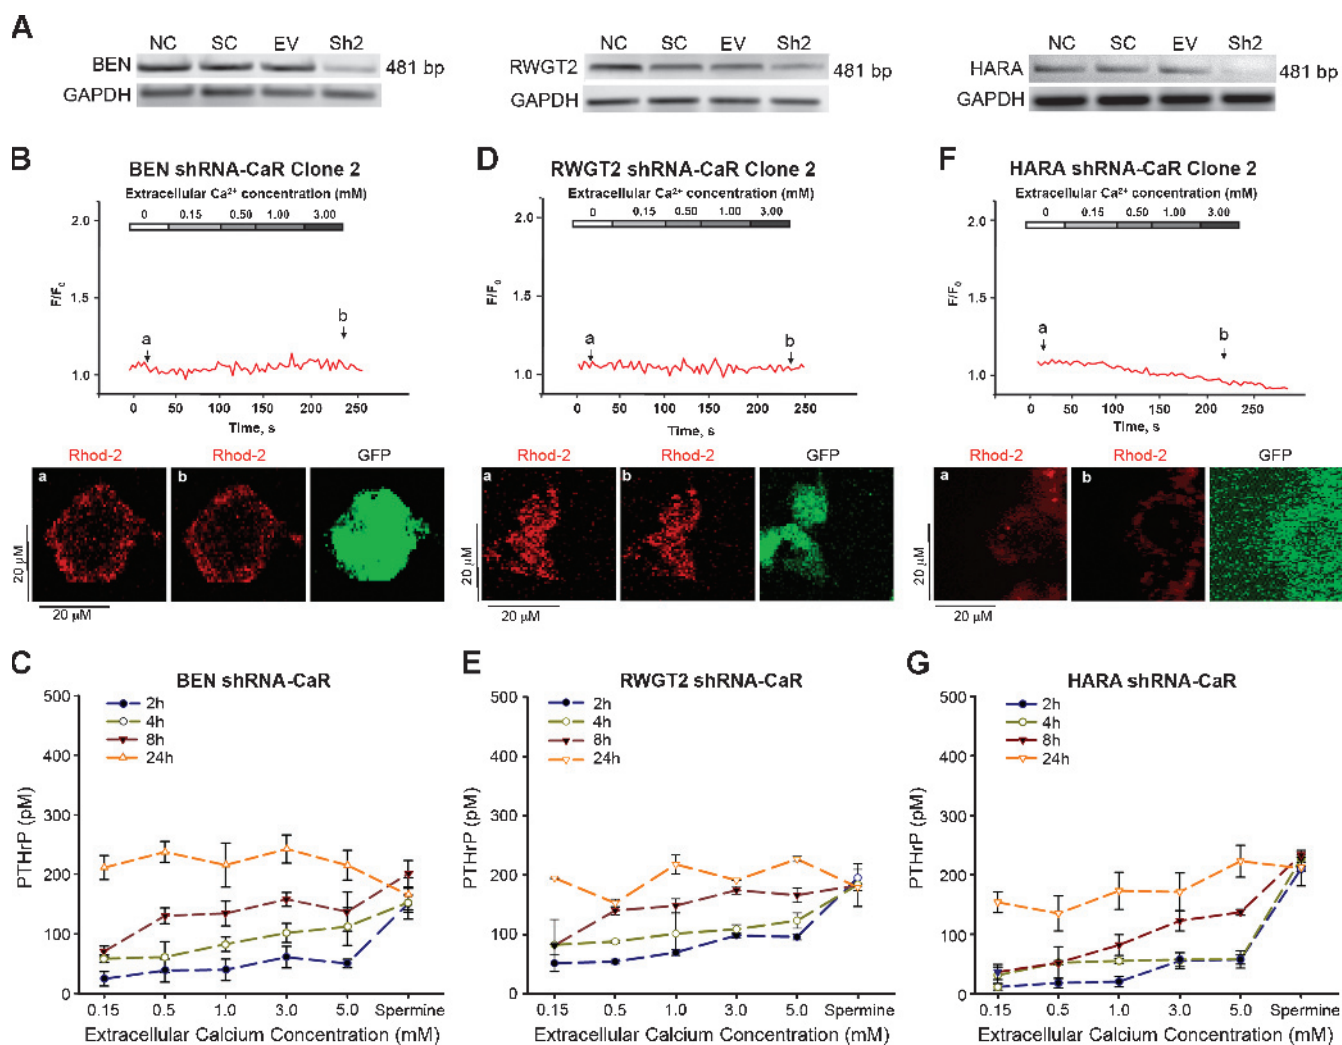 A
NC SC EV Sh2
BEN 481 bp
GAPDH
NC SC EV Sh2
RWGT2 481 bp
GAPDH
NC SC EV Sh2
HARA 481 bp
GAPDH
B
BEN shRNA-CaR Clone 2
Extracellular Ca²⁺ concentration (mM)
0 0.15 0.50 1.00 3.00
2.0
1.5
1.0
F/F₀
a
b
0 50 100 150 200 250
Time, s
Rhod-2 Rhod-2 GFP
a b
20 µM
20 µM
D
RWGT2 shRNA-CaR Clone 2
Extracellular Ca²⁺ concentration (mM)
0 0.15 0.50 1.00 3.00
2.0
1.5
1.0
F/F₀
a
b
0 50 100 150 200 250
Time, s
Rhod-2 Rhod-2 GFP
a b
20 µM
20 µM
F
HARA shRNA-CaR Clone 2
Extracellular Ca²⁺ concentration (mM)
0 0.15 0.50 1.00 3.00
2.0
1.5
1.0
F/F₀
a
b
0 50 100 150 200 250
Time, s
Rhod-2 Rhod-2 GFP
a b
20 µM
20 µM
C
BEN shRNA-CaR
500
400
300
200
100
0
PTHrP (pM)
2h
4h
8h
24h
0.15 0.5 1.0 3.0 5.0 Spermine
Extracellular Calcium Concentration (mM)
E
RWGT2 shRNA-CaR
500
400
300
200
100
0
PTHrP (pM)
2h
4h
8h
24h
0.15 0.5 1.0 3.0 5.0 Spermine
Extracellular Calcium Concentration (mM)
G
HARA shRNA-CaR
500
400
300
200
100
0
PTHrP (pM)
2h
4h
8h
24h
0.15 0.5 1.0 3.0 5.0 Spermine
Extracellular Calcium Concentration (mM)